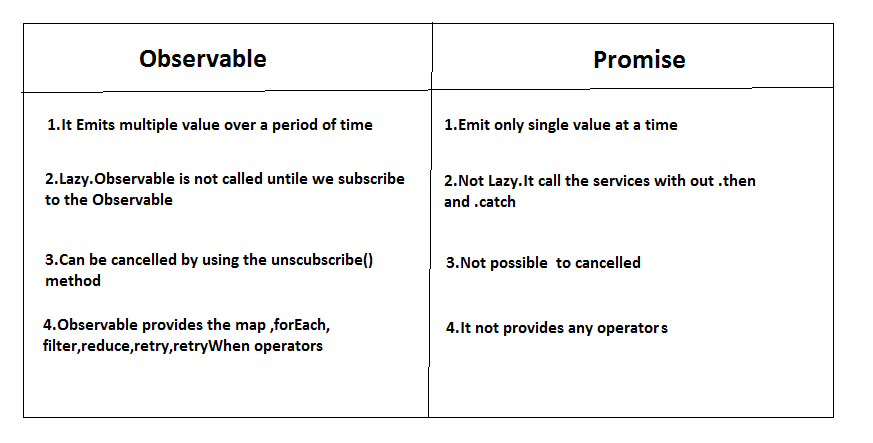 Observable
1.It Emits multiple value over a period of time
2.Lazy.Observable is not called untile we subscribe
to the Observable
3.Can be cancelled by using the unscubscribe()
method
4.Observable provides the map ,forEach,
filter,reduce,retry,retryWhen operators
Promise
1.Emit only single value at a time
2.Not Lazy.It call the services with out .then
and .catch
3.Not possible  to cancelled
4.It not provides any operators